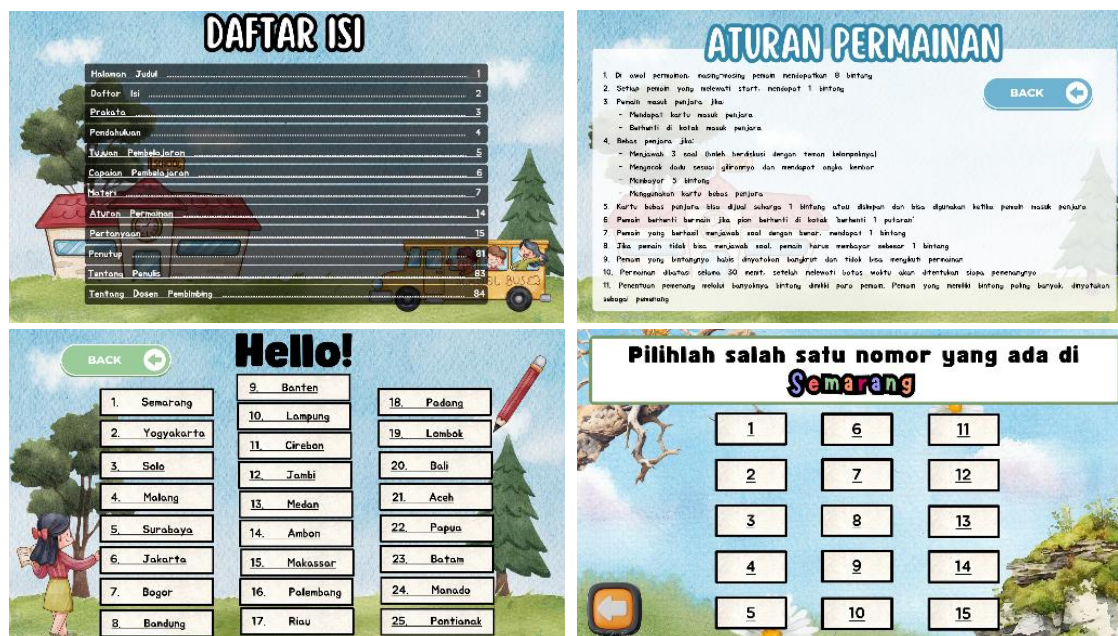 DAFTAR ISI
Halaman Judul 1
Daftar Isi 2
Prakata 3
Pendahuluan 4
Tujuan Pembelajaran 5
Capaian Pembelajaran 6
Materi 7
Aturan Permainan 14
Pertanyaan 15
Penutup 81
Tentang Penulis 83
Tentang Dosen Pembimbing 84
SCHOOL
ATURAN PERMAINAN
BACK
1. Di awal permainan, masing-masing pemain mendapatkan 8 bintang
2. Setiap pemain yang melewati start, mendapat 1 bintang
3. Pemain masuk penjara jika:
- Mendapat kartu masuk penjara
- Berhenti di kotak masuk penjara
4. Bebas penjara jika:
- Menjawab 3 soal (boleh berdiskusi dengan teman kelompoknya)
- Mengocok dadu sesuai gilirannya dan mendapat angka kembar
- Membayar 5 bintang
- Menggunakan kartu bebas penjara
5. Kartu bebas penjara bisa dijual seharga 1 bintang atau disimpan dan bisa digunakan ketika pemain masuk penjara
6. Pemain berhenti bermain jika pion berhenti di kotak 'berhenti 1 putaran'
7. Pemain yang berhasil menjawab soal dengan benar, mendapat 1 bintang
8. Jika pemain tidak bisa menjawab soal, pemain harus membayar sebesar 1 bintang
9. Pemain yang bintangnya habis dinyatakan bangkrut dan tidak bisa mengikuti permainan
10. Permainan dibatasi selama 30 menit, setelah melewati batas waktu akan ditentukan siapa pemenangnya
11. Penentuan pemenang melalui banyaknya bintang dimiliki para pemain. Pemain yang memiliki bintang paling banyak, dinyatakan
sebagai pemenang
BACK
Hello!
1. Semarang
2. Yogyakarta
3. Solo
4. Malang
5. Surabaya
6. Jakarta
7. Bogor
8. Bandung
9. Banten
10. Lampung
11. Cirebon
12. Jambi
13. Medan
14. Ambon
15. Makassar
16. Palembang
17. Riau
18. Padang
19. Lombok
20. Bali
21. Aceh
22. Papua
23. Batam
24. Manado
25. Pontianak
Pilihlah salah satu nomor yang ada di
Semarang
1
2
3
4
5
6
7
8
9
10
11
12
13
14
15